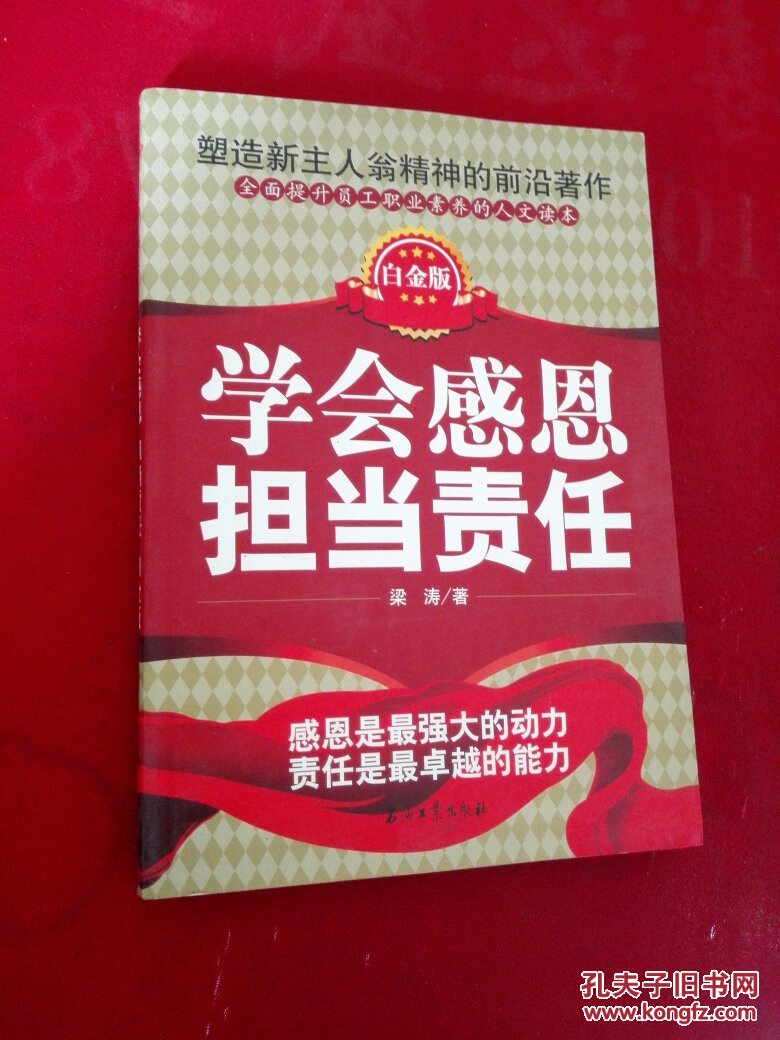 塑造新主人翁精神的前沿著作
全面提升员工职业素养的人文读本
白金版
学会感恩
担当责任
梁 涛/著
感恩是最强大的动力
责任是最卓越的能力
石油工业出版社
孔夫子旧书网
www.kongfz.com